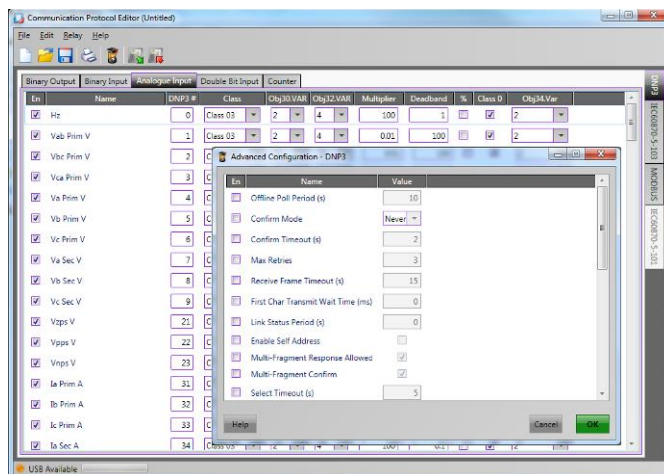 Communication Protocol Editor (Untitled)
File Edit Relay Help
Binary Output Binary Input Analogue Input Double Bit Input Counter
En Name DNP3 # Class Obj30.VAR Obj32.VAR Multiplier Deadband % Class 0 Obj34.Var
Hz 0 Class 03 2 4 100 1 2
Vab Prim V 1 Class 03 2 4 0.01 100 2
Vbc Prim V 2
Vca Prim V 3
Va Prim V 4
Vb Prim V 5
Vc Prim V 6
Va Sec V 7
Vb Sec V 8
Vc Sec V 9
Vzps V 21
Vpps V 22
Vnps V 23
Ia Prim A 31
Ib Prim A 32
Ic Prim A 33
Ia Sec A 34 Class 03 2 4 100 0.1 2
Advanced Configuration - DNP3
En Name Value
Offline Poll Period (s) 10
Confirm Mode Never
Confirm Timeout (s) 2
Max Retries 3
Receive Frame Timeout (s) 15
First Char Transmit Wait Time (ms) 0
Link Status Period (s) 0
Enable Self Address
Multi-Fragment Response Allowed
Multi-Fragment Confirm
Select Timeout (s) 5
Help Cancel OK
DNP3
IEC60870-5-103
MODBUS
IEC60870-5-101
USB Available